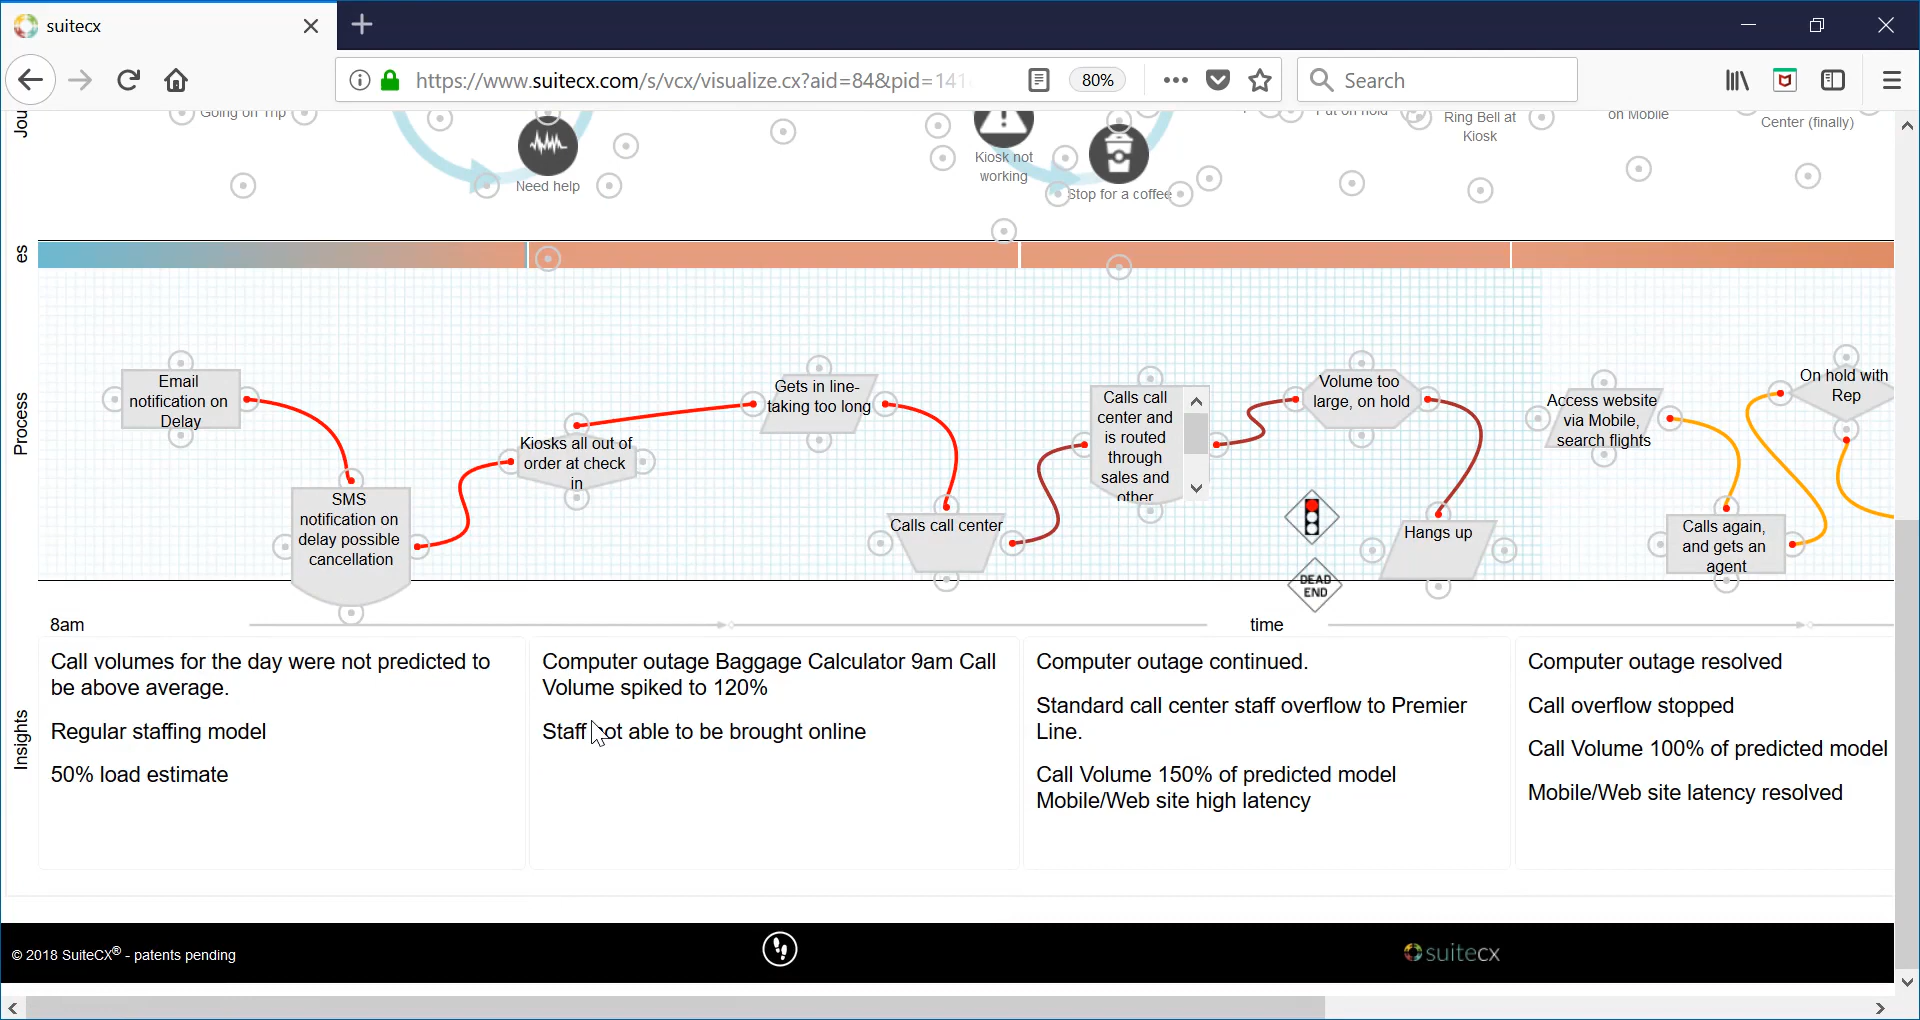 suitecx
https://www.suitecx.com/s/vcx/visualize.cx?aid=84&pid=141
80%
Search
Jou
Going on Trip
Need help
Kiosk not
working
Stop for a coffee
Put on hold
Ring Bell at
Kiosk
on Mobile
Center (finally)
es
Process
Email
notification on
Delay
SMS
notification on
delay possible
cancellation
Kiosks all out of
order at check
in
Gets in line-
taking too long
Calls call center
Calls call
center and
is routed
through
sales and
other
Volume too
large, on hold
DEAD
END
Hangs up
Access website
via Mobile,
search flights
Calls again,
and gets an
agent
On hold with
Rep
8am
time
Insights
Call volumes for the day were not predicted to
be above average.
Regular staffing model
50% load estimate
Computer outage Baggage Calculator 9am Call
Volume spiked to 120%
Staff not able to be brought online
Computer outage continued.
Standard call center staff overflow to Premier
Line.
Call Volume 150% of predicted model
Mobile/Web site high latency
Computer outage resolved
Call overflow stopped
Call Volume 100% of predicted model
Mobile/Web site latency resolved
© 2018 SuiteCX® - patents pending
suitecx